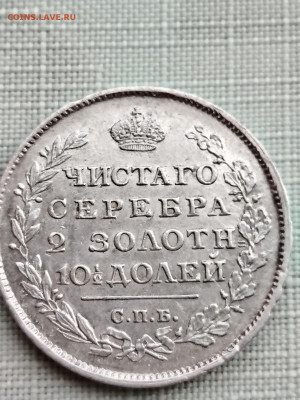 COINS.LAVE.RU
ЧИСТАГО
СЕРЕБРА
2 ЗОЛОТН.
10½ ДОЛЕЙ
С.П.Б.